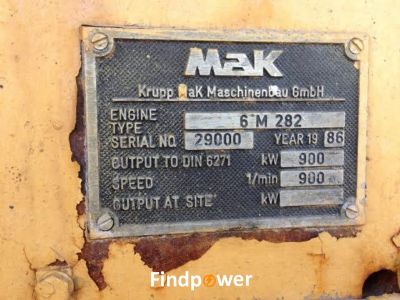 MaK
Krupp MaK Maschinenbau GmbH
ENGINE
TYPE 6 M 282
SERIAL NO. 29000 YEAR 19 86
OUTPUT TO DIN 6271 kW 900
SPEED 1/min 900
OUTPUT AT SITE kW
Findpower